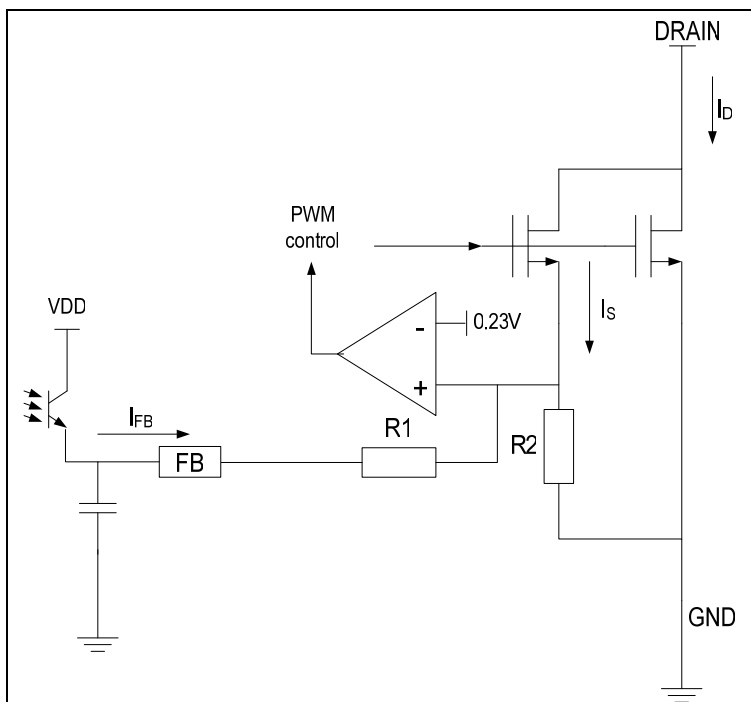 DRAIN
ID
PWM
control
VDD
IS
- 0.23V
+
IFB
R1
FB
R2
GND